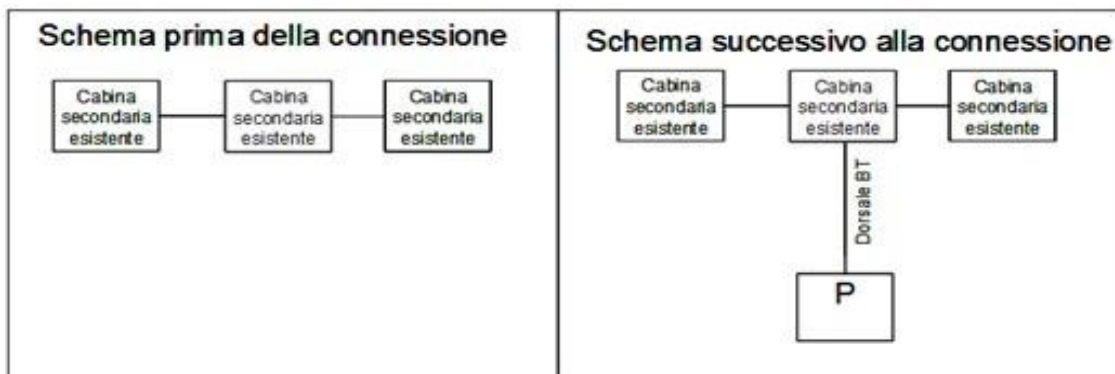 Schema prima della connessione
Cabina
secondaria
esistente
Cabina
secondaria
esistente
Cabina
secondaria
esistente
Schema successivo alla connessione
Cabina
secondaria
esistente
Cabina
secondaria
esistente
Cabina
secondaria
esistente
Dorsale BT
P